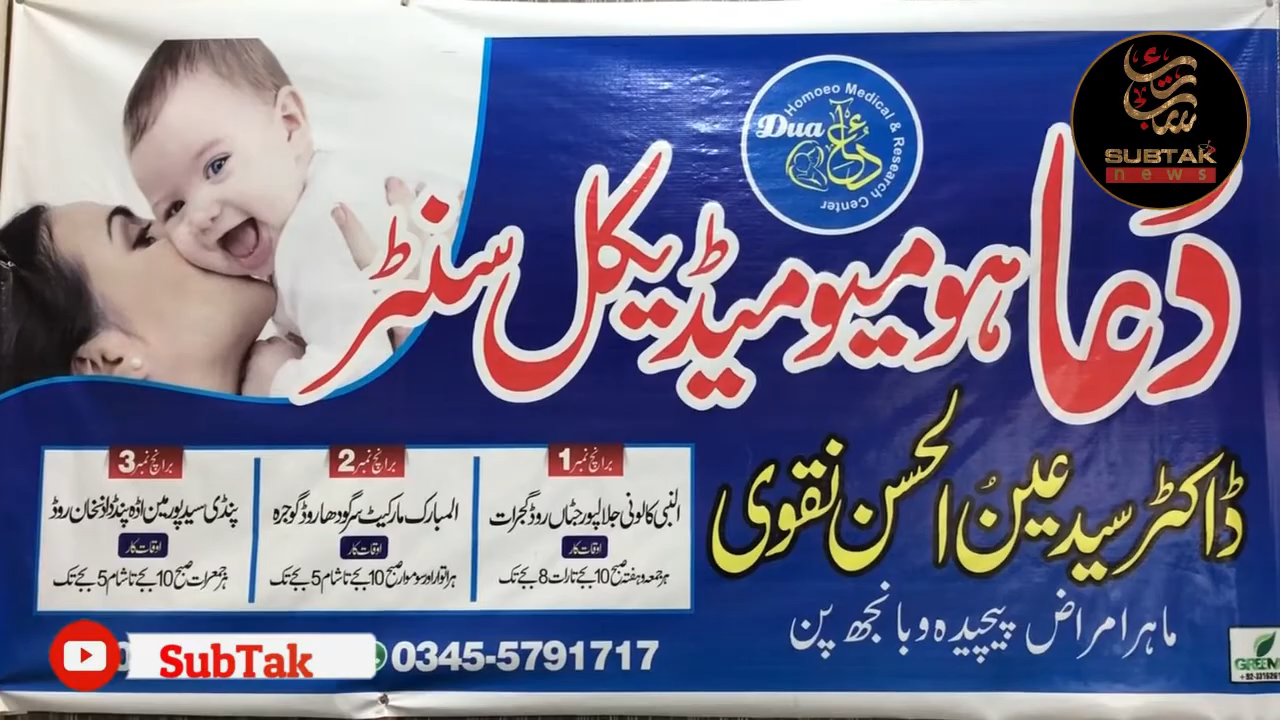 سب تک
SUBTAK
news
Homoeo Medical & Research Center
Dua
دُعا
دُعا ہومیومیڈیکل سنٹر
ڈاکٹر سید عین الحسن نقوی
ماہر امراض پیچیدہ و بانجھ پن
برانچ نمبر 1
النبی کالونی جلالپور جٹاں روڈ گجرات
اوقات کار
ہر جمعہ و ہفتہ صبح 10 بجے تا رات 8 بجے تک
برانچ نمبر 2
المبارک مارکیٹ سرگودھا روڈ گوجرہ
اوقات کار
ہر اتوار اور سوموار صبح 10 بجے تا شام 5 بجے تک
برانچ نمبر 3
پنڈی سید پور مین اڈہ پنڈدادنخان روڈ
اوقات کار
ہر جمعرات صبح 10 بجے تا شام 5 بجے تک
SubTak
0345-5791717
GREEN